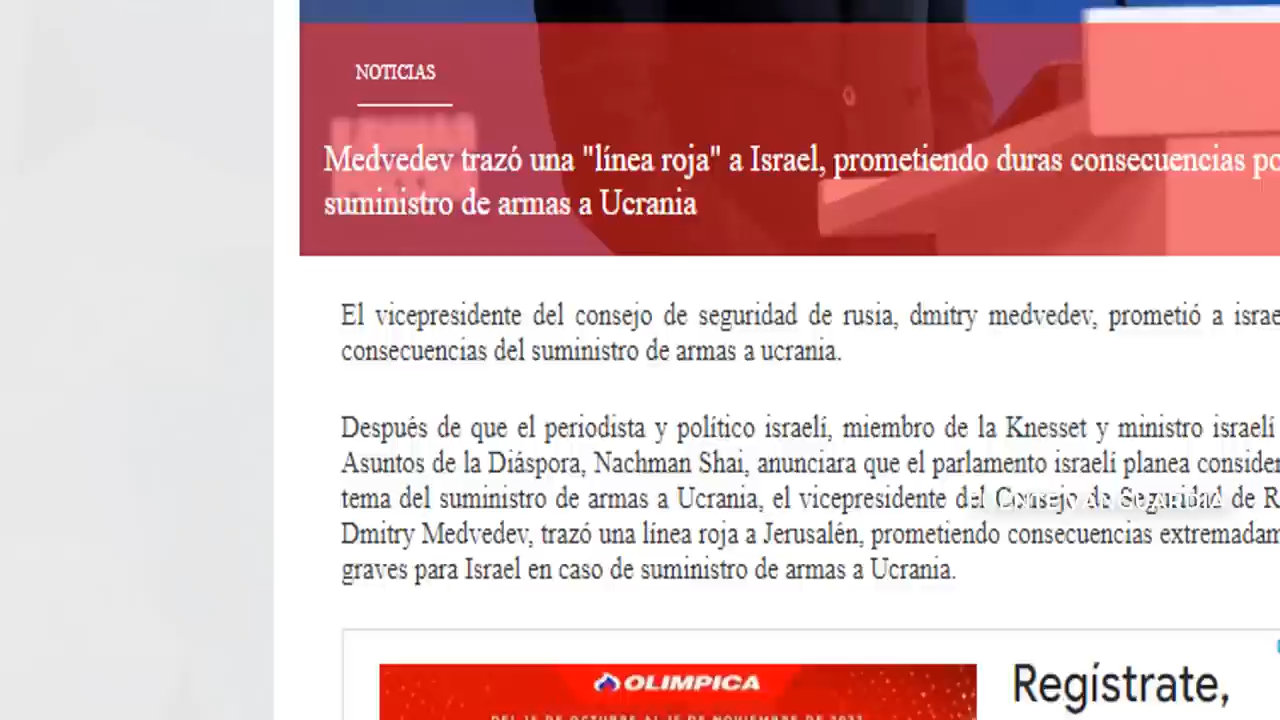 NOTICIAS
Medvedev trazó una "línea roja" a Israel, prometiendo duras consecuencias
suministro de armas a Ucrania
El vicepresidente del consejo de seguridad de rusia, dmitry medvedev, prometió a
consecuencias del suministro de armas a ucrania.
Después de que el periodista y político israelí, miembro de la Knesset y ministro israelí
Asuntos de la Diáspora, Nachman Shai, anunciara que el parlamento israelí planea
tema del suministro de armas a Ucrania, el vicepresidente del Consejo de Seguridad de
Dmitry Medvedev, trazó una línea roja a Jerusalén, prometiendo consecuencias
graves para Israel en caso de suministro de armas a Ucrania.
OLIMPICA
Regístrate,